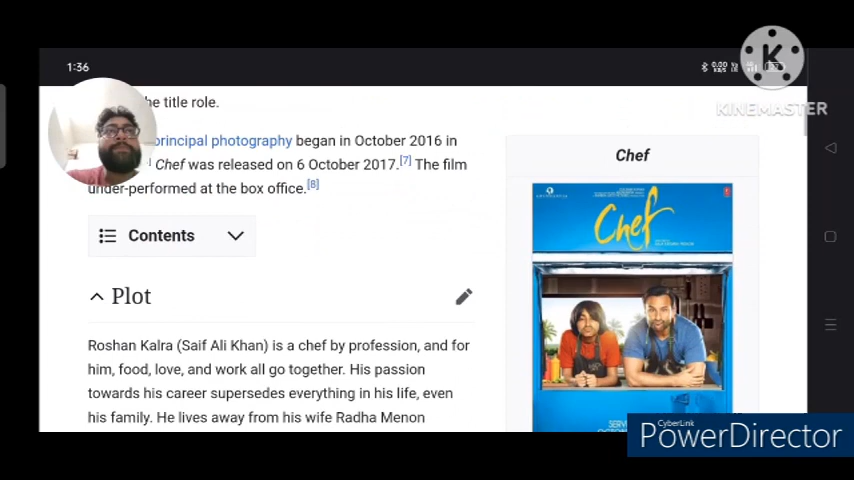 1:36
0.00
KINEMASTER
he title role.
principal photography began in October 2016 in
Chef was released on 6 October 2017.[7] The film
under-performed at the box office.[8]
Contents
Plot
Roshan Kalra (Saif Ali Khan) is a chef by profession, and for
him, food, love, and work all go together. His passion
towards his career supersedes everything in his life, even
his family. He lives away from his wife Radha Menon
Chef
Chef
CyberLink
PowerDirector